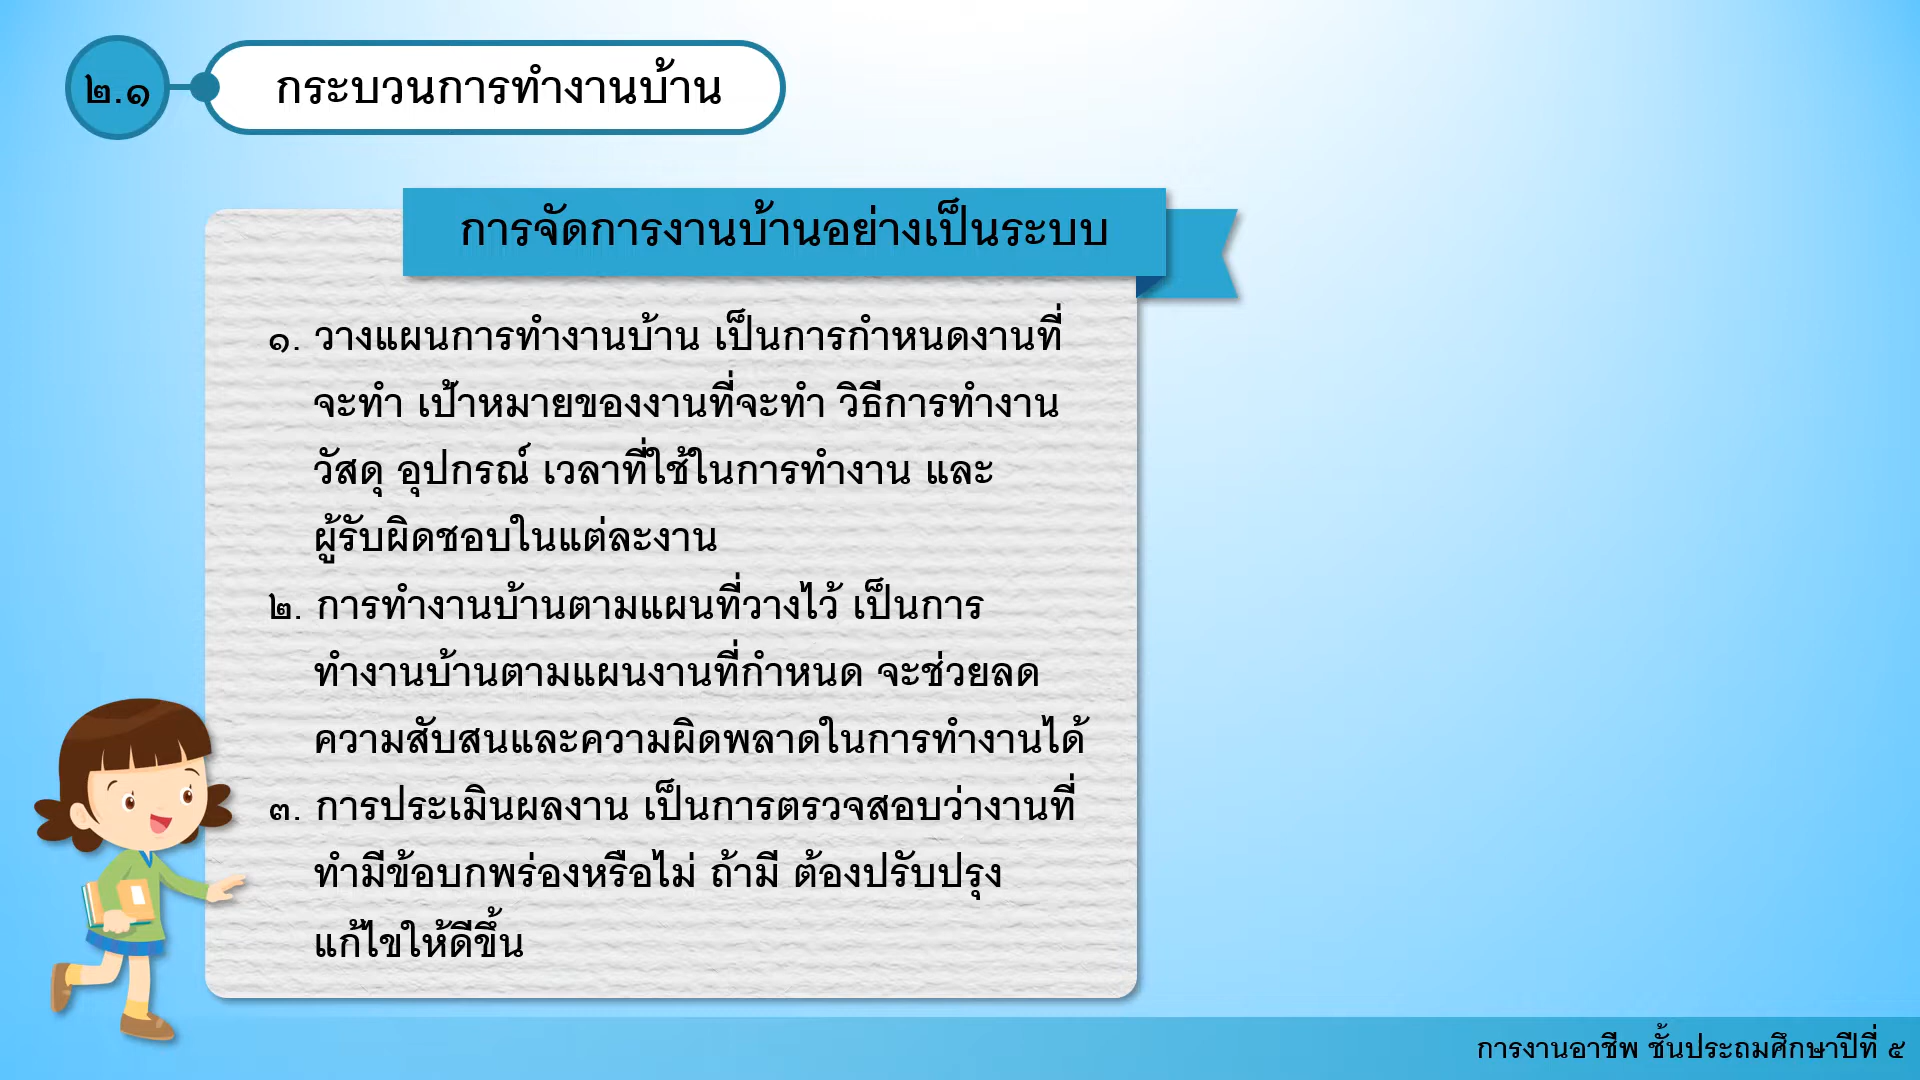 ๒.๑
กระบวนการทำงานบ้าน
การจัดการงานบ้านอย่างเป็นระบบ
๑. วางแผนการทำงานบ้าน เป็นการกำหนดงานที่
จะทำ เป้าหมายของงานที่จะทำ วิธีการทำงาน
วัสดุ อุปกรณ์ เวลาที่ใช้ในการทำงาน และ
ผู้รับผิดชอบในแต่ละงาน
๒. การทำงานบ้านตามแผนที่วางไว้ เป็นการ
ทำงานบ้านตามแผนงานที่กำหนด จะช่วยลด
ความสับสนและความผิดพลาดในการทำงานได้
๓. การประเมินผลงาน เป็นการตรวจสอบว่างานที่
ทำมีข้อบกพร่องหรือไม่ ถ้ามี ต้องปรับปรุง
แก้ไขให้ดีขึ้น
การงานอาชีพ ชั้นประถมศึกษาปีที่ ๕